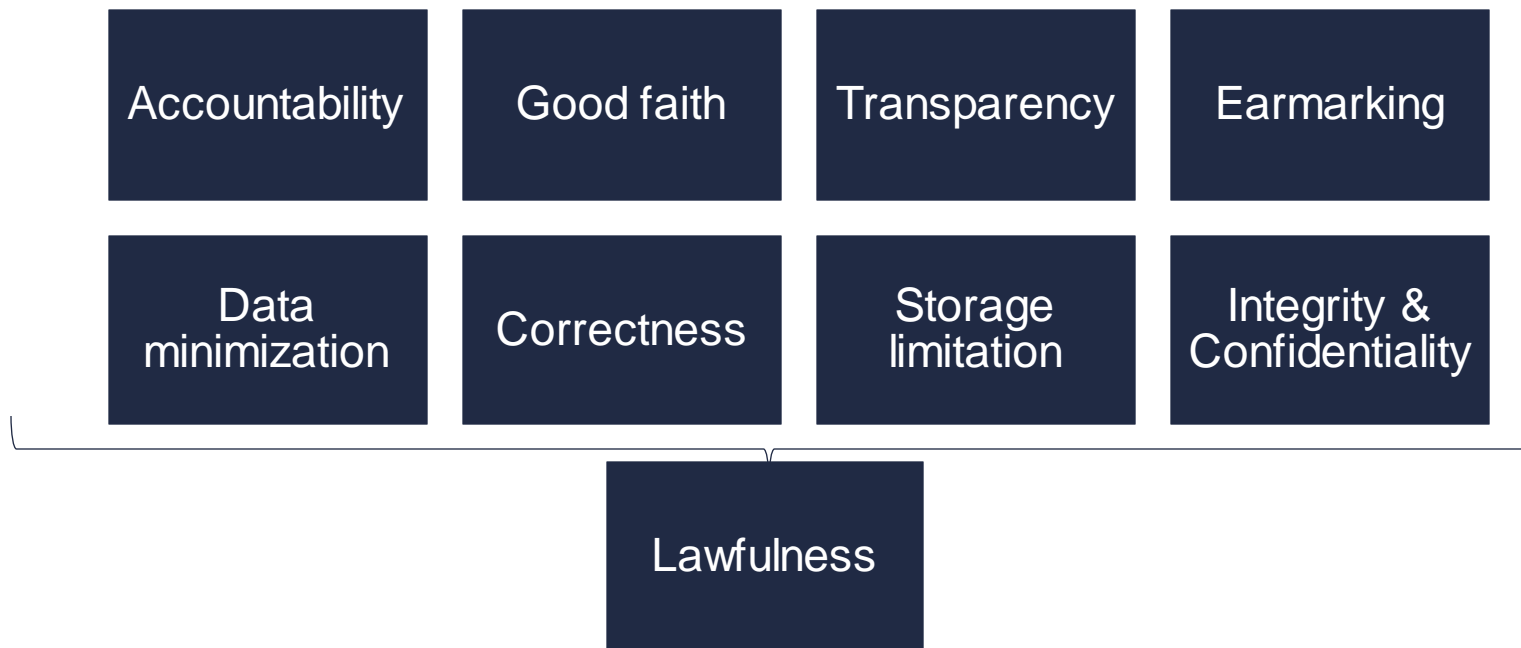 Accountability
Good faith
Transparency
Earmarking
Data
minimization
Correctness
Storage
limitation
Integrity &
Confidentiality
Lawfulness